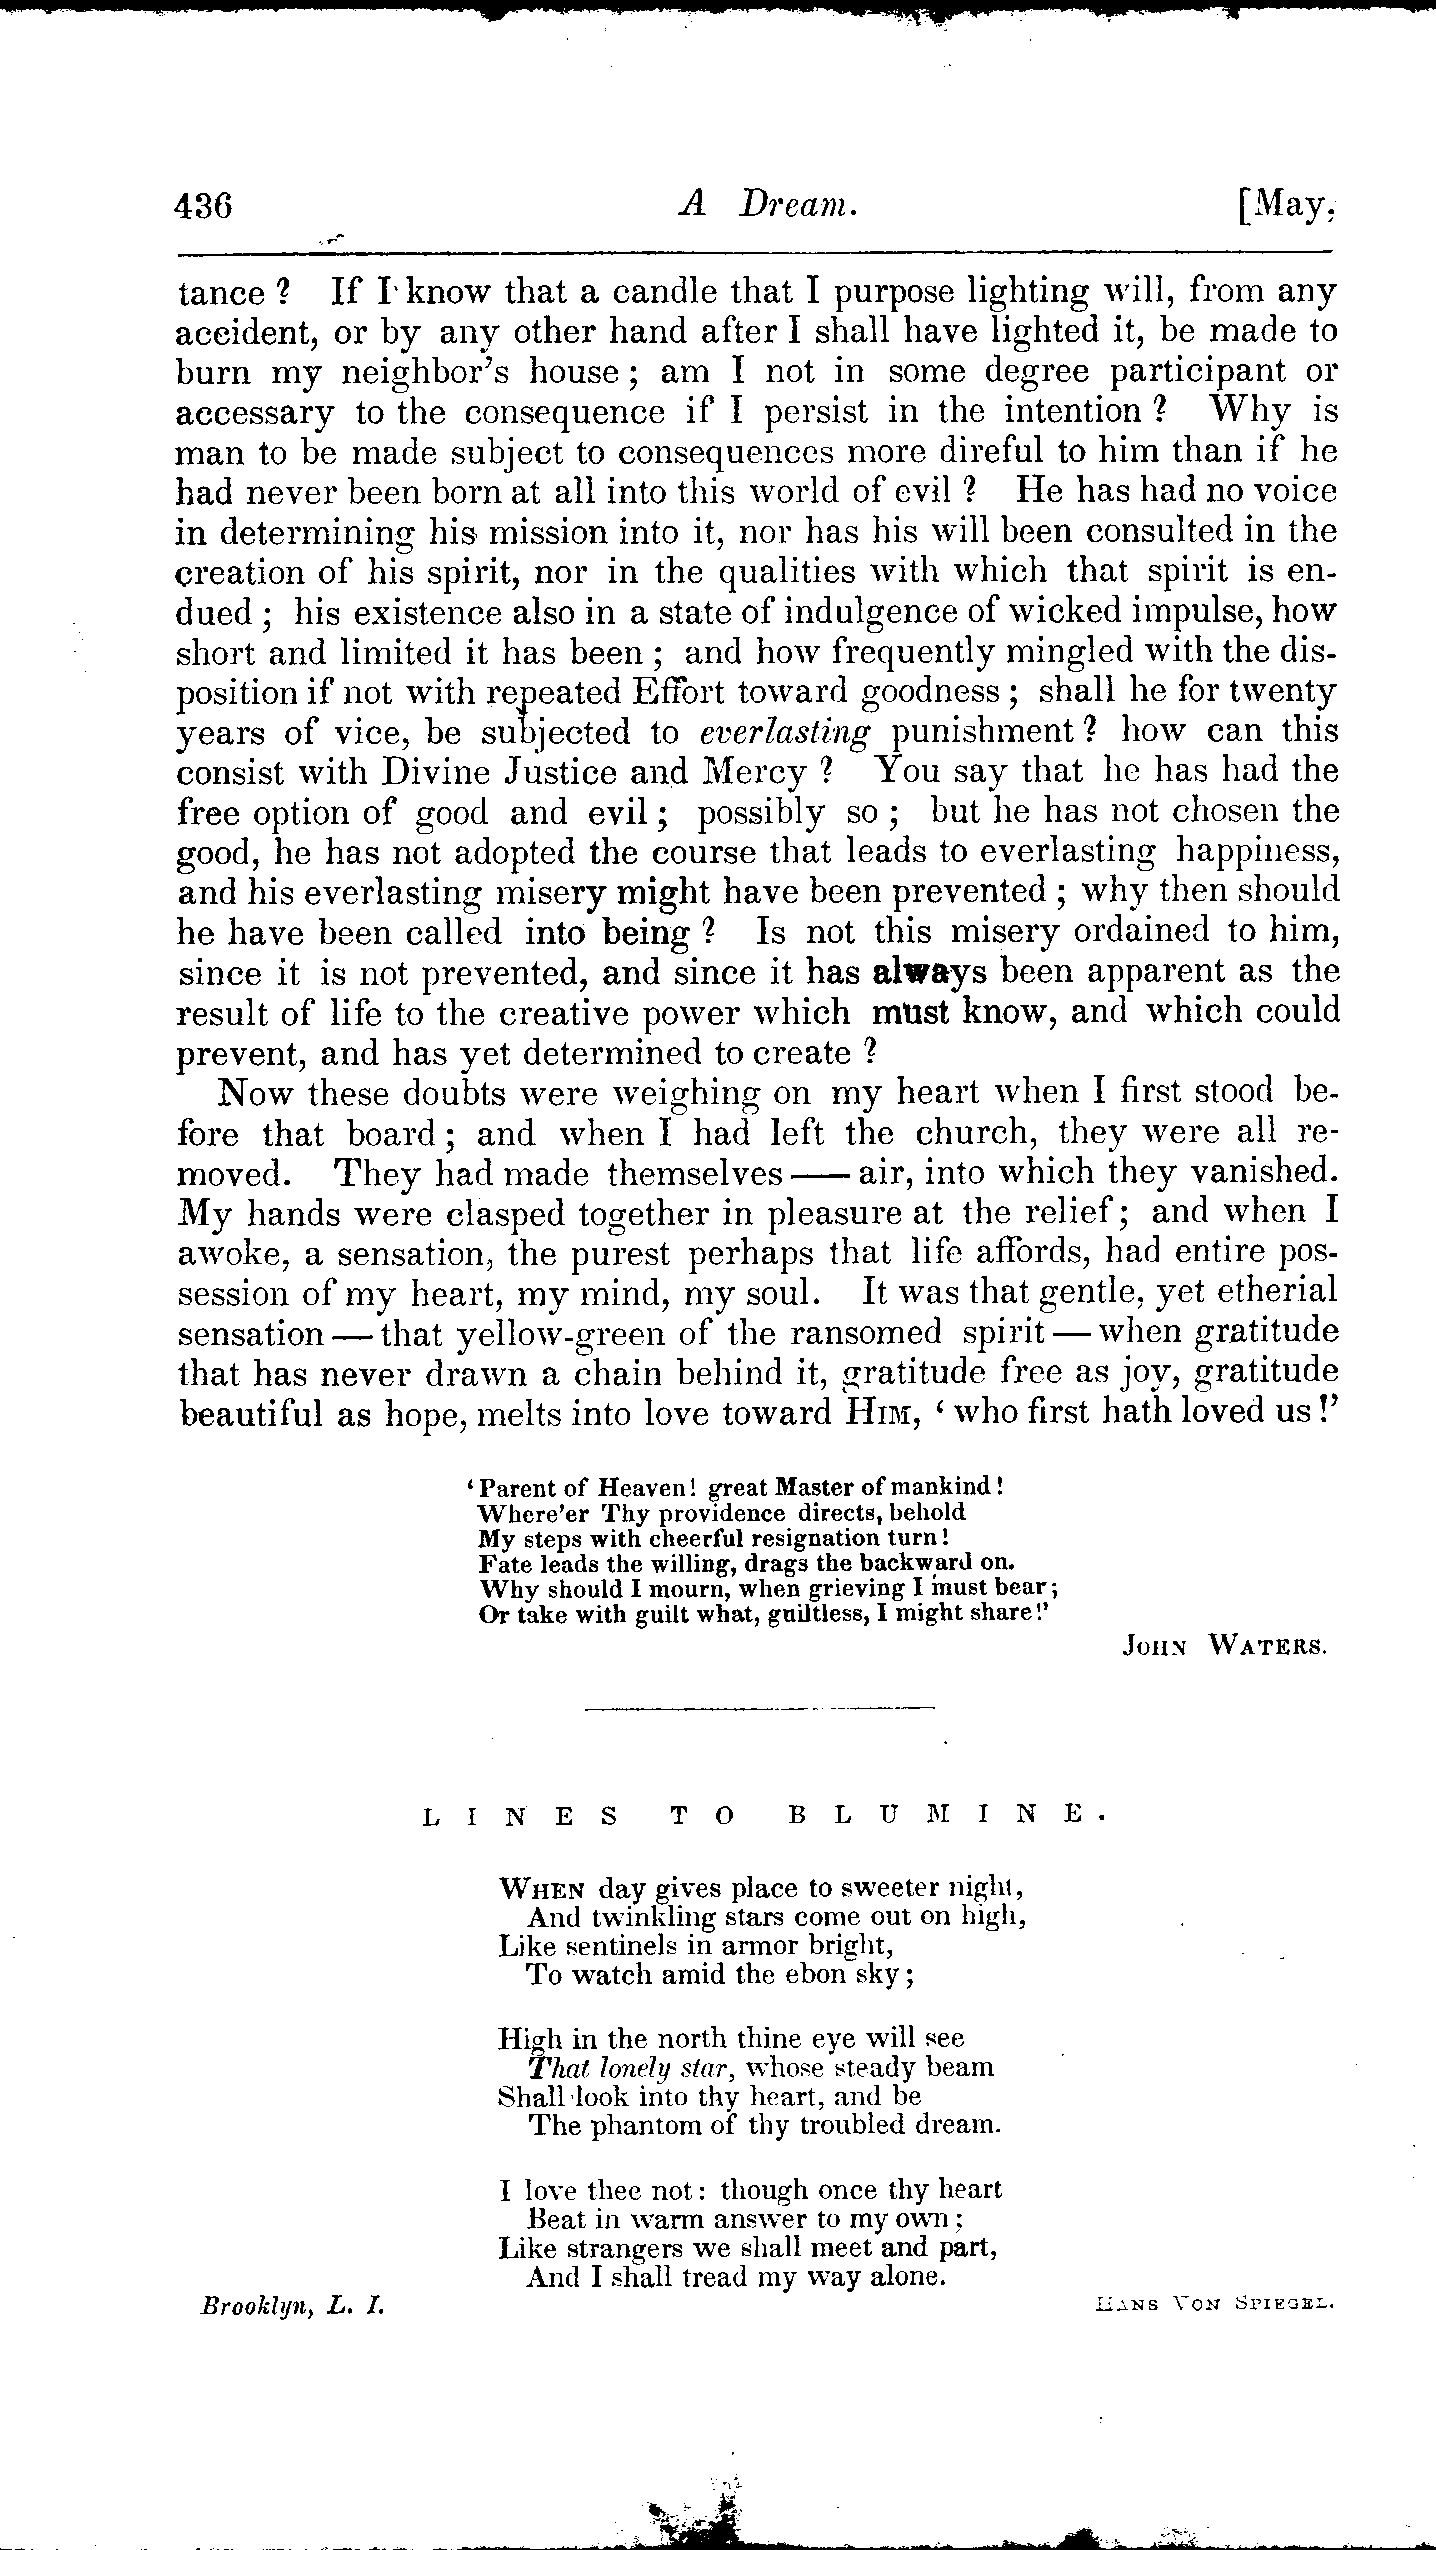 436 A Dream. [May,
tance ? If I know that a candle that I purpose lighting will, from any
accident, or by any other hand after I shall have lighted it, be made to
burn my neighbor's house ; am I not in some degree participant or
accessary to the consequence if I persist in the intention ? Why is
man to be made subject to consequences more direful to him than if he
had never been born at all into this world of evil ? He has had no voice
in determining his mission into it, nor has his will been consulted in the
creation of his spirit, nor in the qualities with which that spirit is en-
dued ; his existence also in a state of indulgence of wicked impulse, how
short and limited it has been ; and how frequently mingled with the dis-
position if not with repeated Effort toward goodness ; shall he for twenty
years of vice, be subjected to everlasting punishment ? how can this
consist with Divine Justice and Mercy ? You say that he has had the
free option of good and evil ; possibly so ; but he has not chosen the
good, he has not adopted the course that leads to everlasting happiness,
and his everlasting misery might have been prevented ; why then should
he have been called into being ? Is not this misery ordained to him,
since it is not prevented, and since it has always been apparent as the
result of life to the creative power which must know, and which could
prevent, and has yet determined to create ?
Now these doubts were weighing on my heart when I first stood be-
fore that board ; and when I had left the church, they were all re-
moved. They had made themselves —— air, into which they vanished.
My hands were clasped together in pleasure at the relief ; and when I
awoke, a sensation, the purest perhaps that life affords, had entire pos-
session of my heart, my mind, my soul. It was that gentle, yet etherial
sensation — that yellow-green of the ransomed spirit — when gratitude
that has never drawn a chain behind it, gratitude free as joy, gratitude
beautiful as hope, melts into love toward HIM, ' who first hath loved us !'
'Parent of Heaven! great Master of mankind!
Where'er Thy providence directs, behold
My steps with cheerful resignation turn!
Fate leads the willing, drags the backward on.
Why should I mourn, when grieving I must bear;
Or take with guilt what, guiltless, I might share!'
JOHN WATERS.
LINES TO BLUMINE.
WHEN day gives place to sweeter night,
And twinkling stars come out on high,
Like sentinels in armor bright,
To watch amid the ebon sky ;
High in the north thine eye will see
That lonely star, whose steady beam
Shall look into thy heart, and be
The phantom of thy troubled dream.
I love thee not : though once thy heart
Beat in warm answer to my own ;
Like strangers we shall meet and part,
And I shall tread my way alone.
Brooklyn, L. I. HANS VON SPIEGEL.